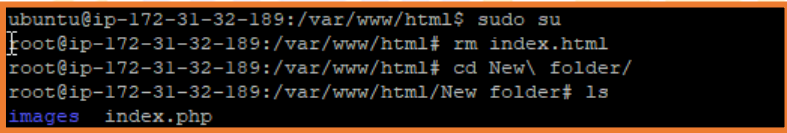 ubuntu@ip-172-31-32-189:/var/www/html$ sudo su
root@ip-172-31-32-189:/var/www/html# rm index.html
root@ip-172-31-32-189:/var/www/html# cd New\ folder/
root@ip-172-31-32-189:/var/www/html/New folder# ls
images  index.php